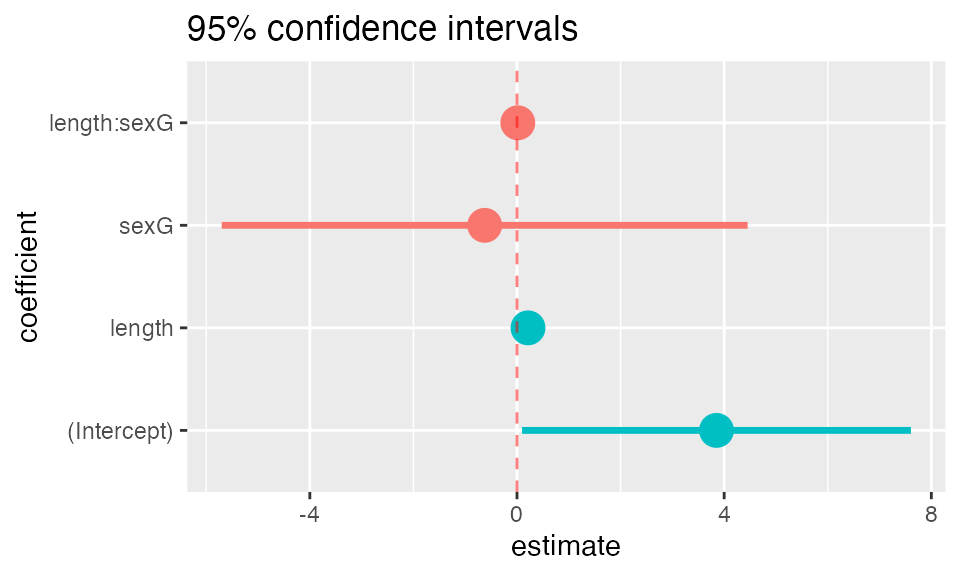 95% confidence intervals
coefficient
length:sexG
sexG
length
(Intercept)
-4 0 4 8
estimate